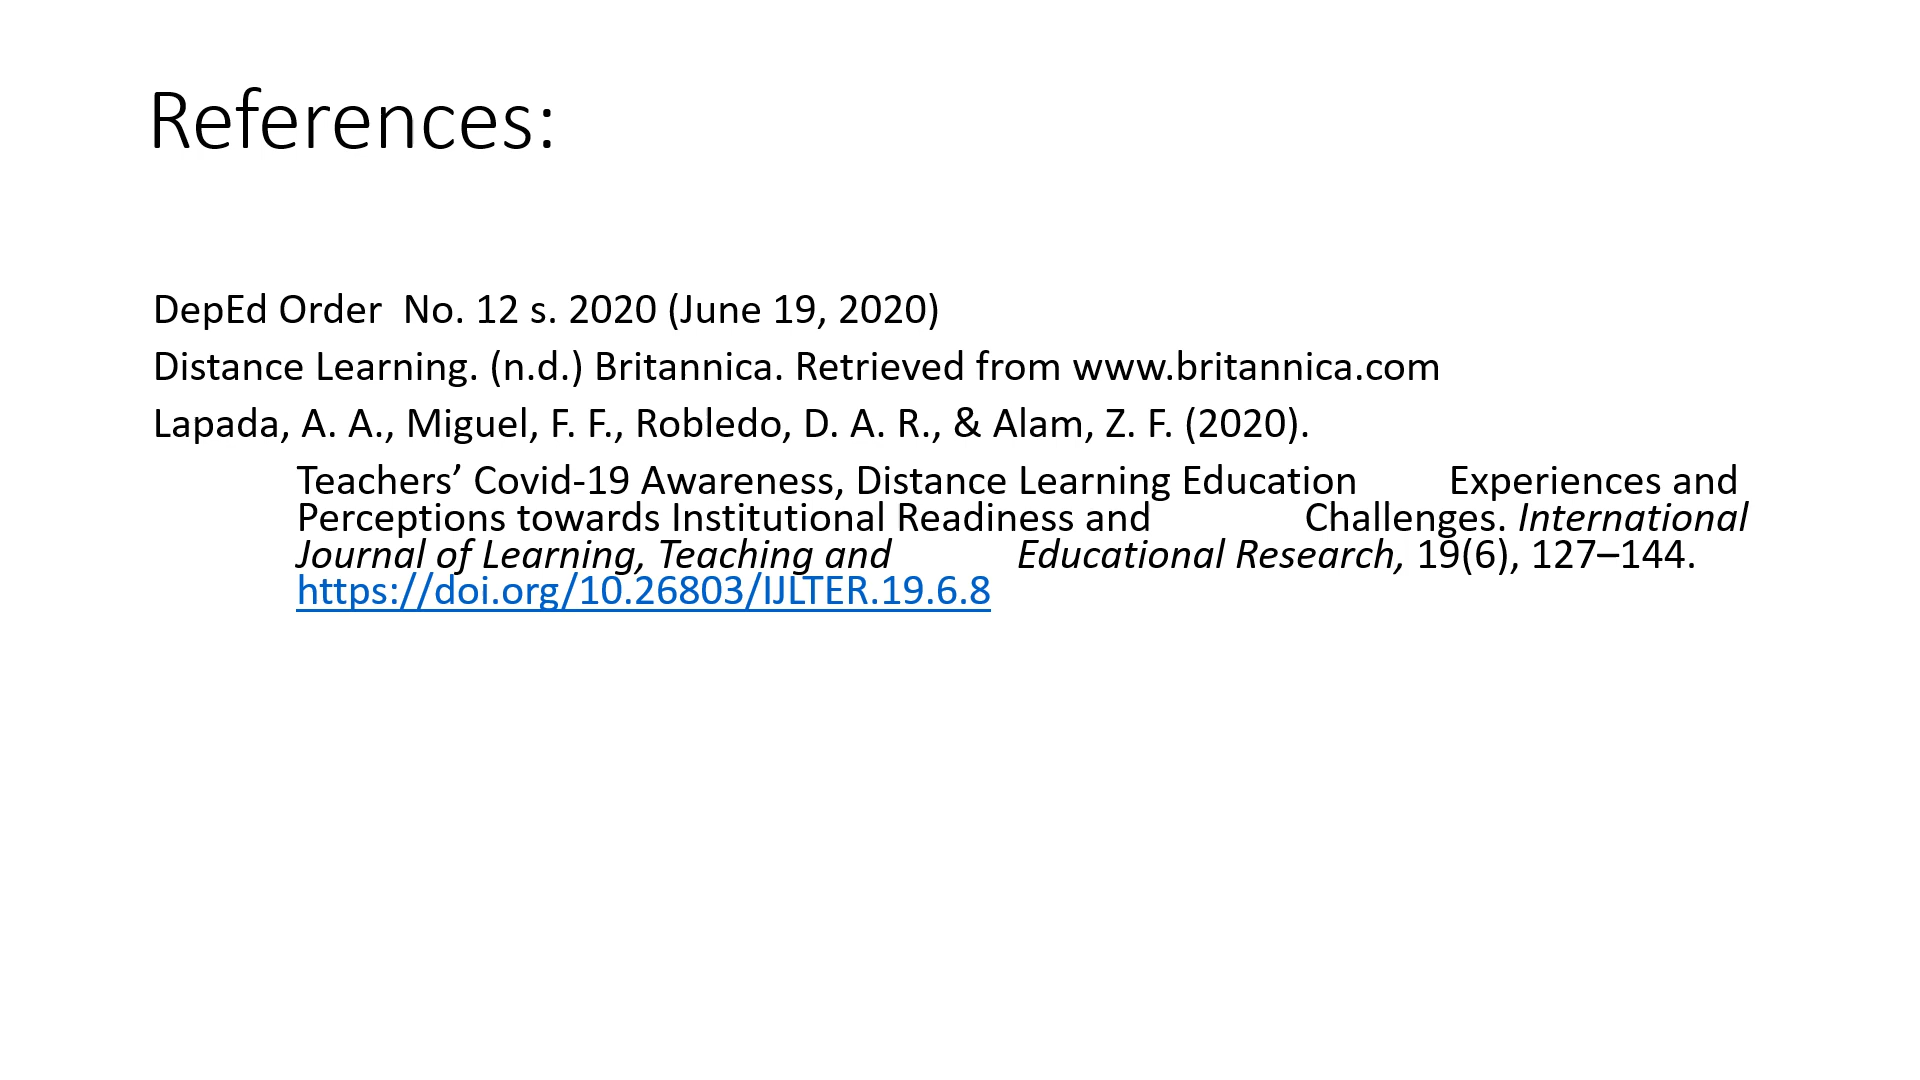 References:
DepEd Order  No. 12 s. 2020 (June 19, 2020)
Distance Learning. (n.d.) Britannica. Retrieved from www.britannica.com
Lapada, A. A., Miguel, F. F., Robledo, D. A. R., & Alam, Z. F. (2020).
Teachers’ Covid-19 Awareness, Distance Learning Education Experiences and
Perceptions towards Institutional Readiness and Challenges. International
Journal of Learning, Teaching and Educational Research, 19(6), 127–144.
https://doi.org/10.26803/IJLTER.19.6.8